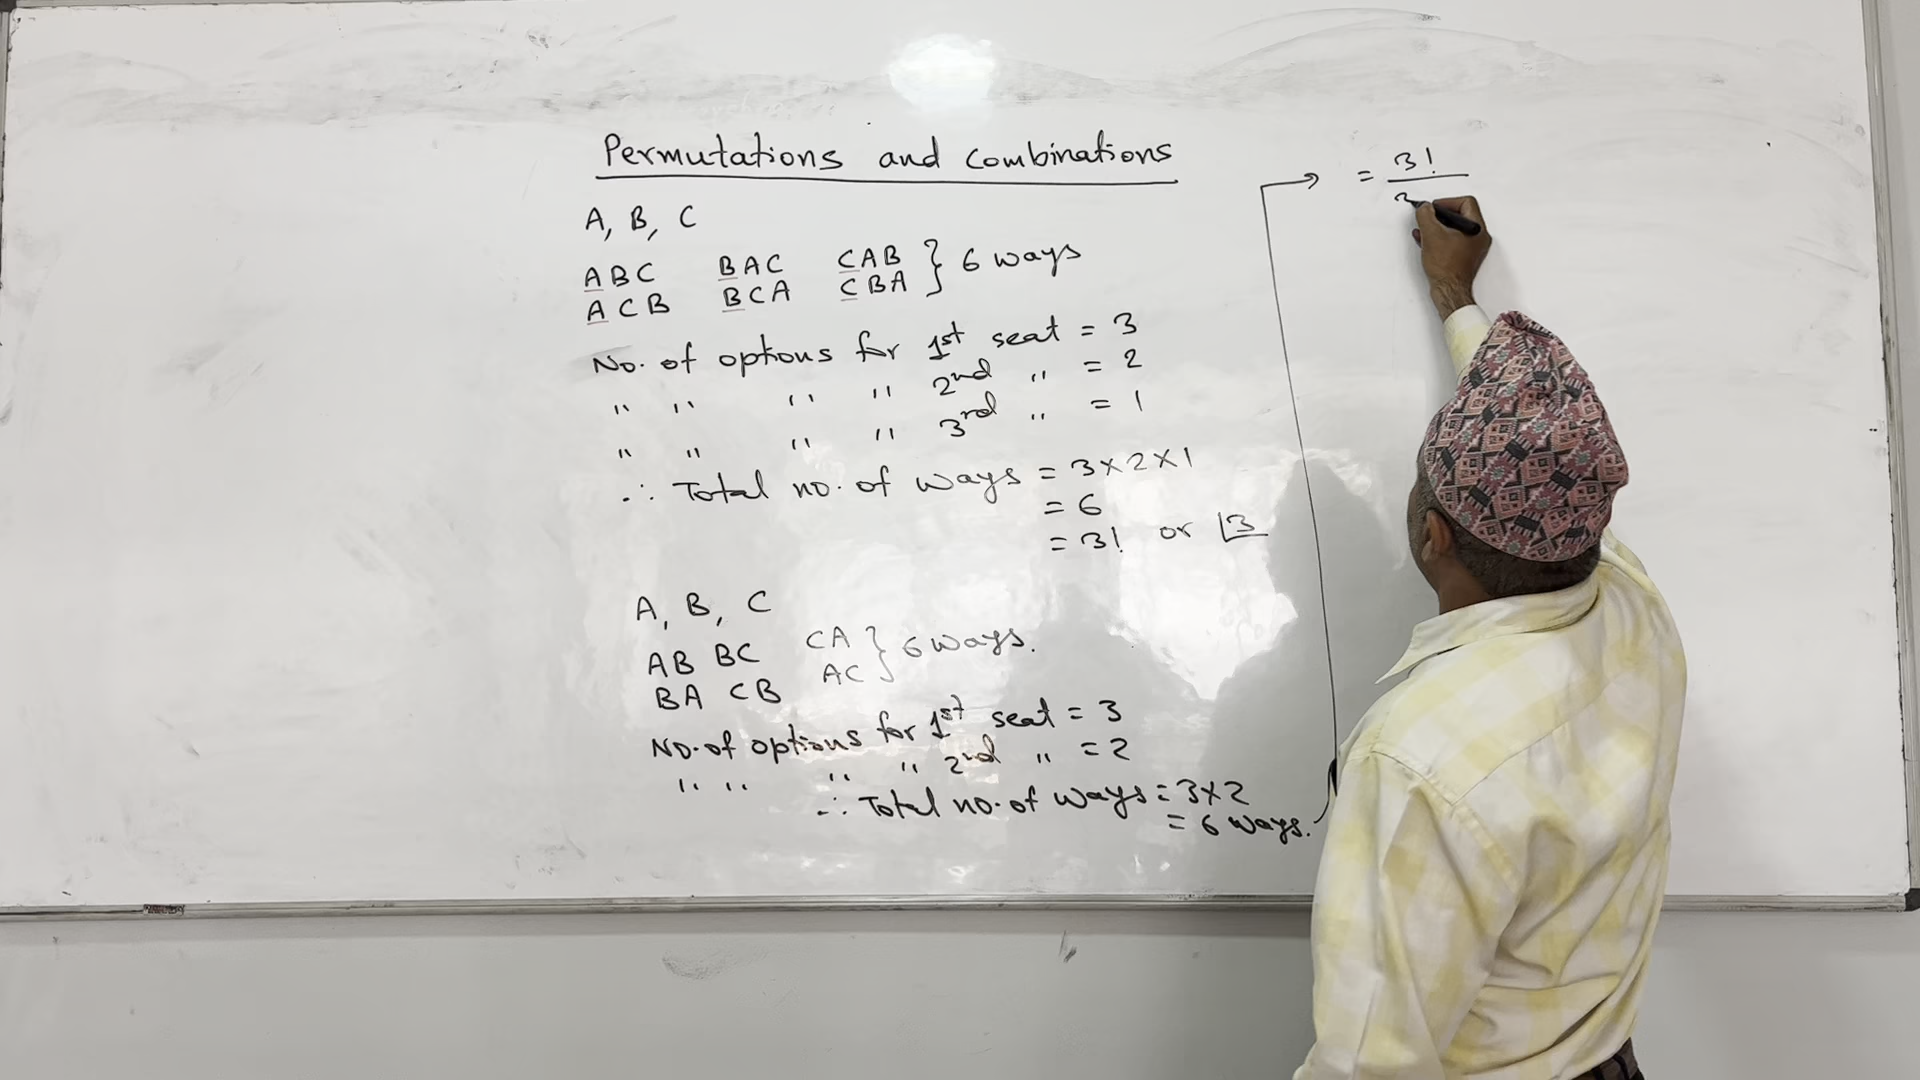 Permutations and combinations
A, B, C
ABC BAC CAB } 6 ways
ACB BCA CBA
No. of options for 1st seat = 3
" " " " 2nd " = 2
" " " " 3rd " = 1
∴ Total no. of ways = 3×2×1
= 6
= 3! or |3
A, B, C
AB BC CA } 6 ways.
BA CB AC
No. of options for 1st seat = 3
" " " " 2nd " = 2
∴ Total no. of ways = 3×2
= 6 ways.
= 3!
3